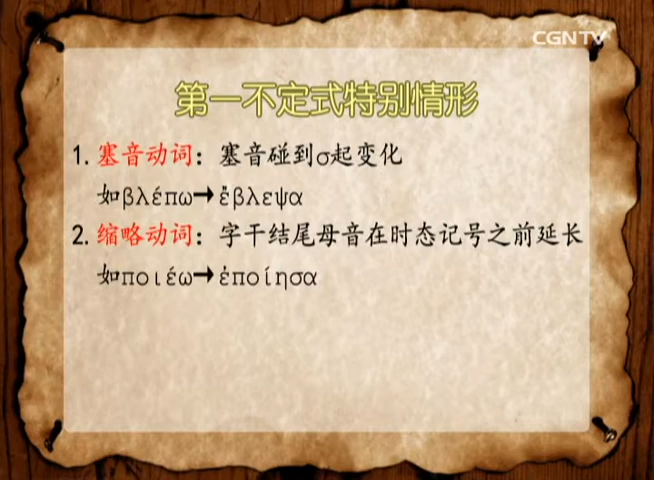 CGNTV
第一不定式特别情形
1. 塞音动词：塞音碰到σ起变化
如βλέπω→ἔβλεψα
2. 缩略动词：字干结尾母音在时态记号之前延长
如ποιέω→ἐποίησα